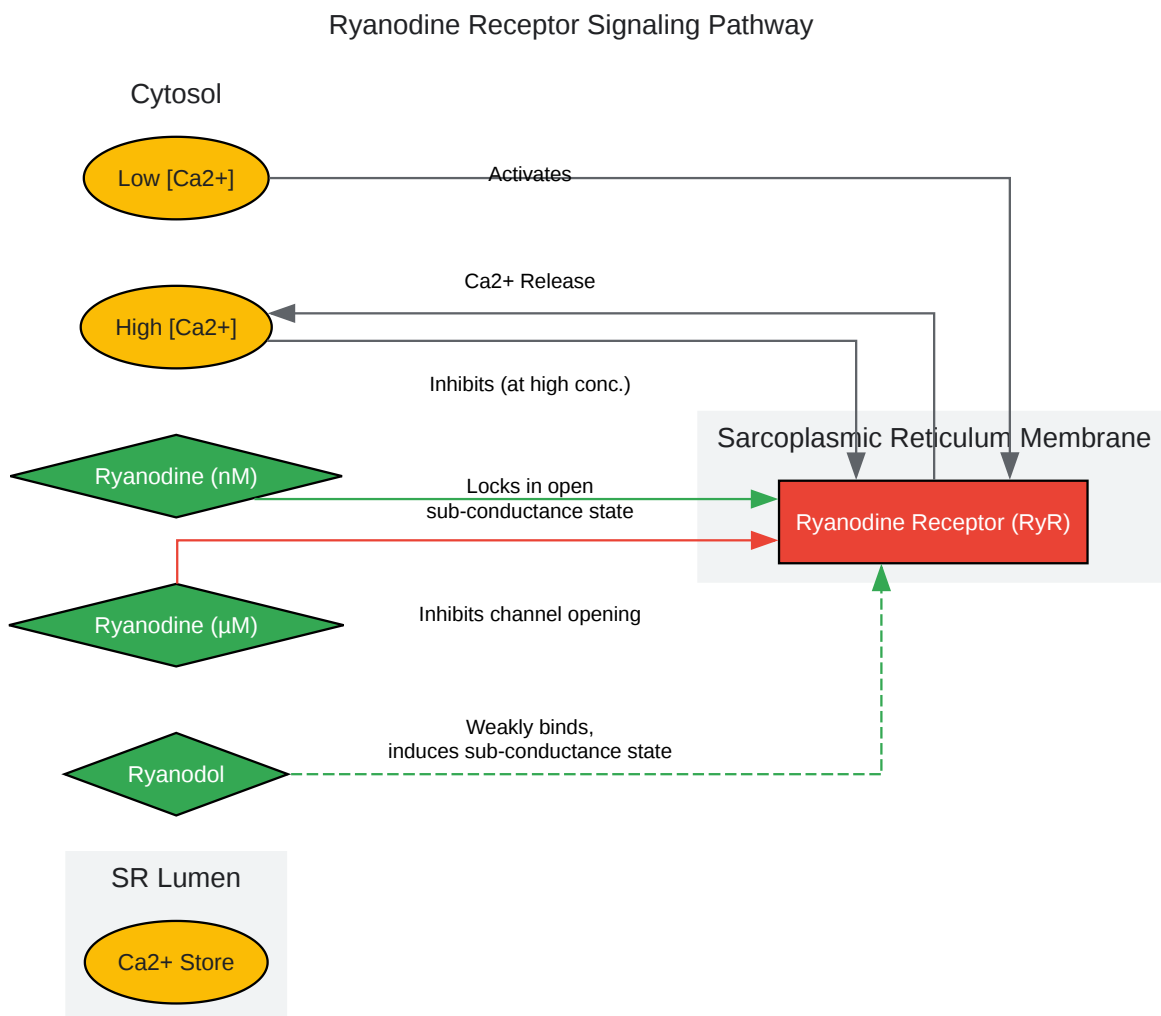 Ryanodine Receptor Signaling Pathway
Cytosol
Low [Ca2+]
Activates
Ca2+ Release
High [Ca2+]
Inhibits (at high conc.)
Sarcoplasmic Reticulum Membrane
Ryanodine (nM)
Locks in open
sub-conductance state
Ryanodine Receptor (RyR)
Inhibits channel opening
Ryanodine (µM)
Weakly binds,
induces sub-conductance state
Ryanodol
SR Lumen
Ca2+ Store